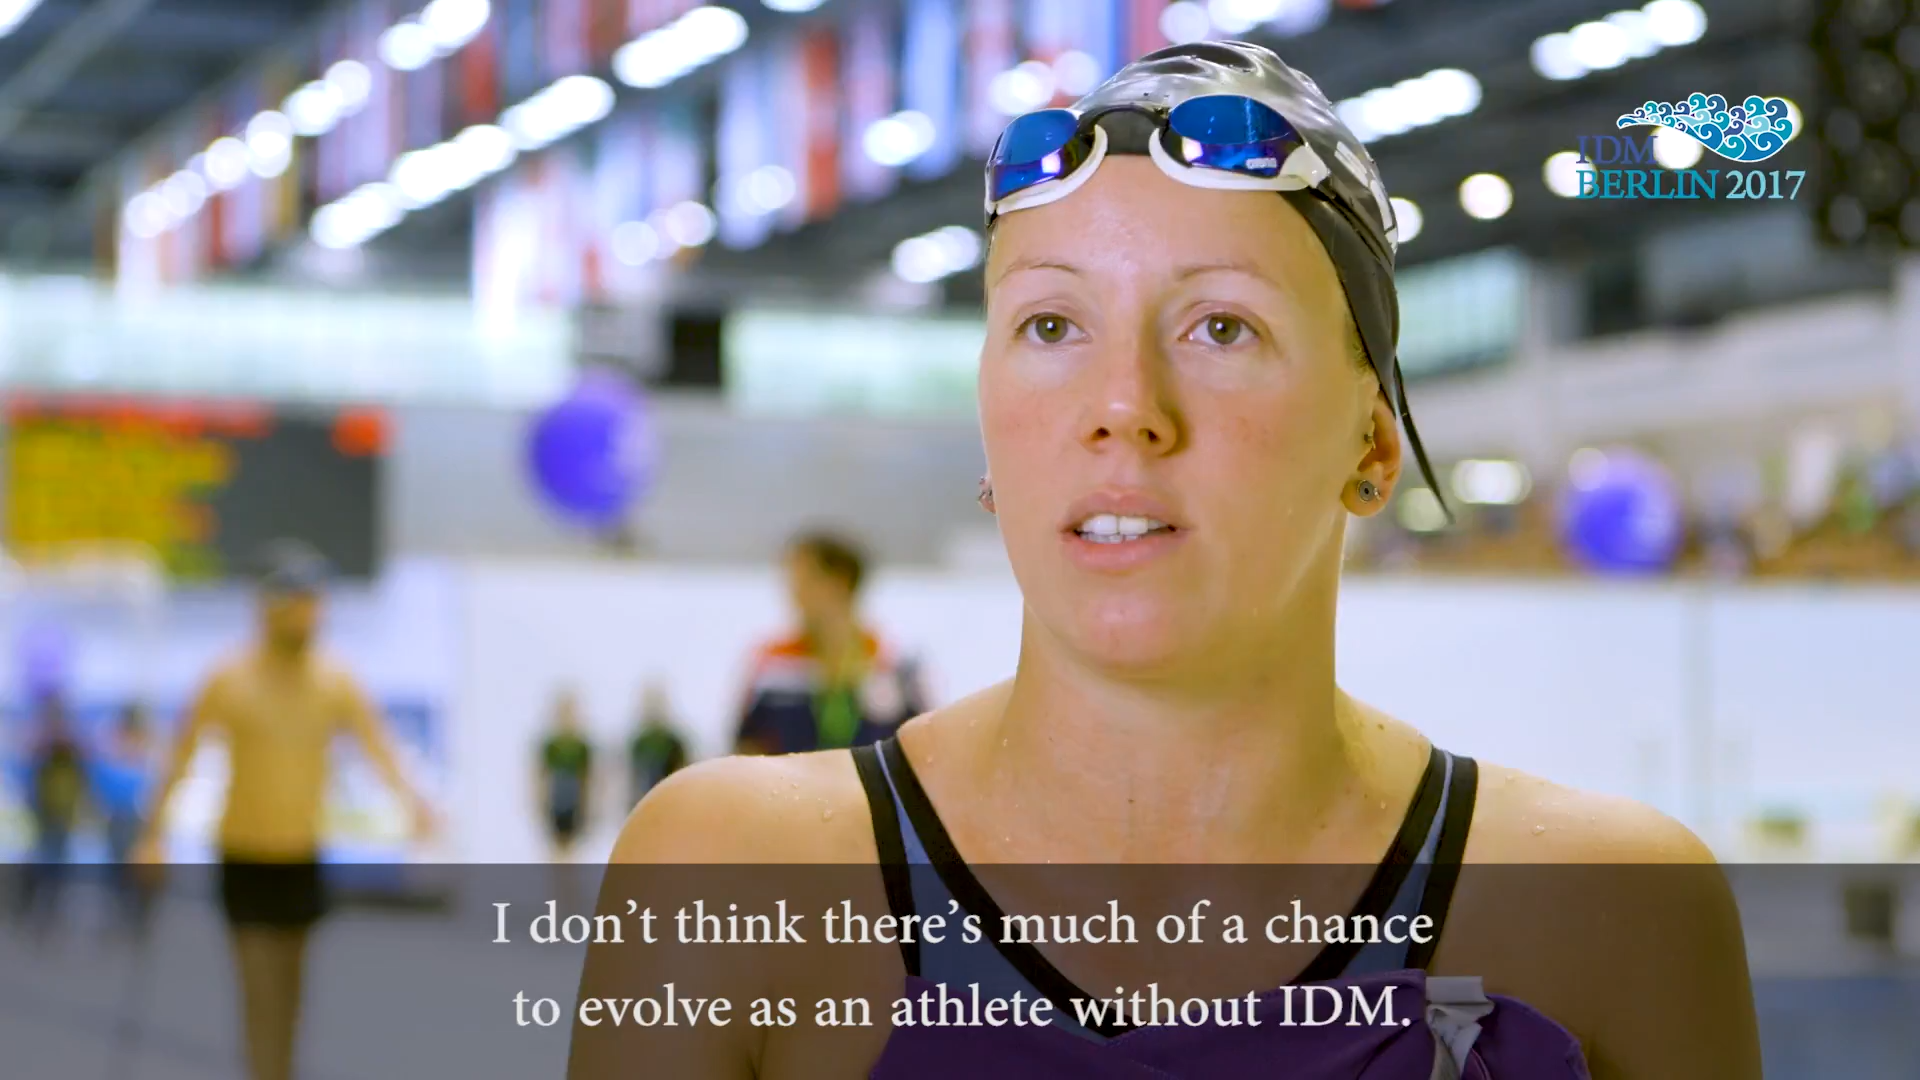 IDM
BERLIN 2017
I don’t think there’s much of a chance
to evolve as an athlete without IDM.